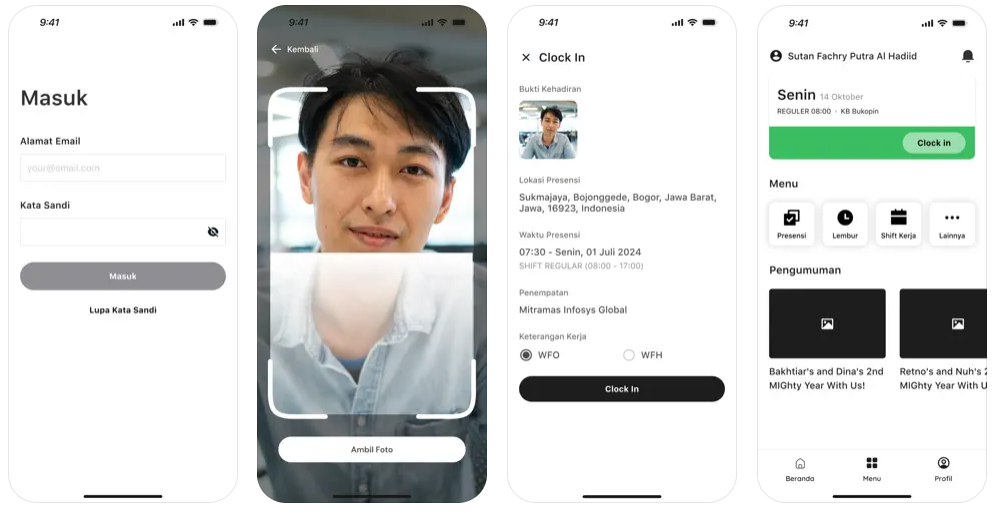 9:41
Masuk
Alamat Email
your@email.com
Kata Sandi
Masuk
Lupa Kata Sandi
9:41
Kembali
Ambil Foto
9:41
Clock In
Bukti Kehadiran
Lokasi Presensi
Sukmajaya, Bojonggede, Bogor, Jawa Barat,
Jawa, 16923, Indonesia
Waktu Presensi
07:30 - Senin, 01 Juli 2024
SHIFT REGULAR (08:00 - 17:00)
Penempatan
Mitramas Infosys Global
Keterangan Kerja
WFO WFH
Clock In
9:41
Sutan Fachry Putra Al Hadiid
Senin 14 Oktober
REGULER 08:00 • KB Bukopin
Clock in
Menu
Presensi Lembur Shift Kerja Lainnya
Pengumuman
Bakhtiar's and Dina's 2nd
MIGhty Year With Us!
Retno's and Nuh's 2
MIGhty Year With U
Beranda Menu Profil